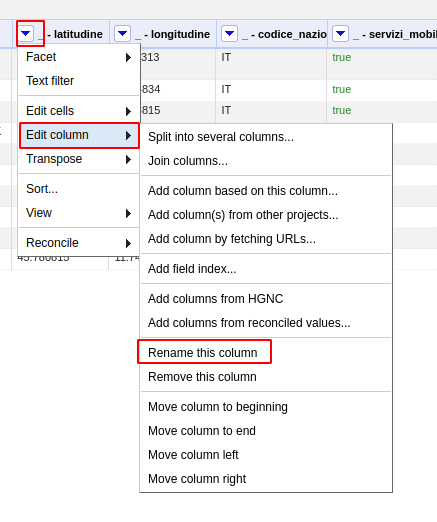 _ - latitudine _ - longitudine _ - codice_nazio _ - servizi_mobil
313 IT true
834 IT true
815 IT true
45.780815 11.74
Facet
Text filter
Edit cells
Edit column
Transpose
Sort...
View
Reconcile
Split into several columns...
Join columns...
Add column based on this column...
Add column(s) from other projects...
Add column by fetching URLs...
Add field index...
Add columns from HGNC
Add columns from reconciled values...
Rename this column
Remove this column
Move column to beginning
Move column to end
Move column left
Move column right